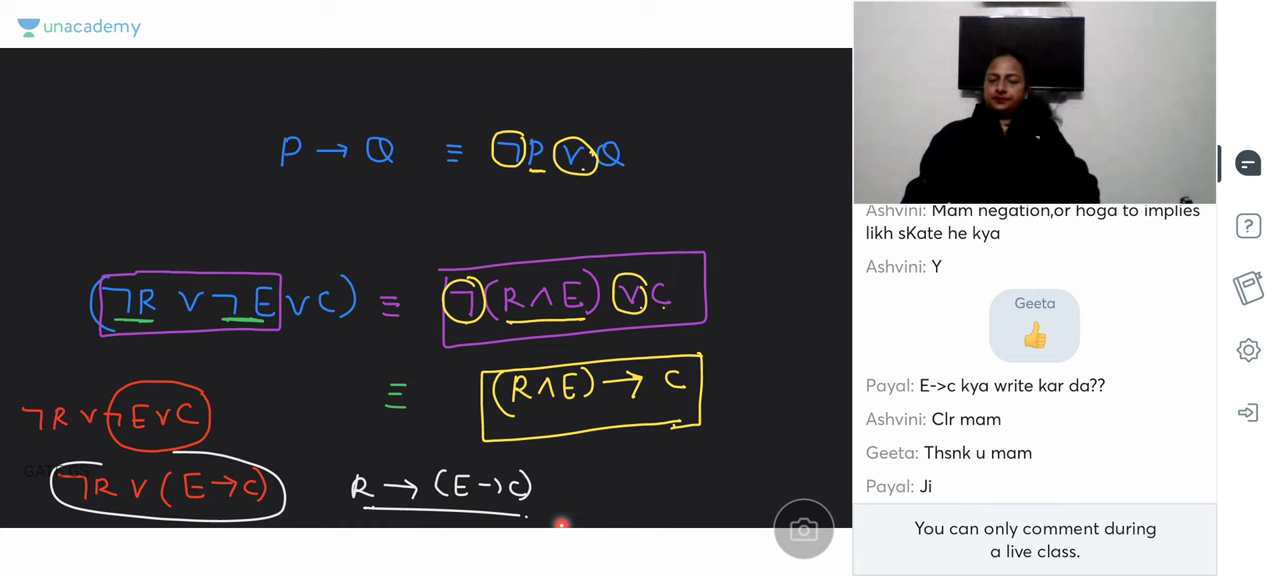 unacademy
P → Q ≡ ¬P ∨ Q
(¬R ∨ ¬E ∨ C) ≡ ¬(R ∧ E) ∨ C
≡ (R ∧ E) → C
¬R ∨ ¬E ∨ C
¬R ∨ (E → C) R → (E → C)
Ashvini: Mam negation,or hoga to implies
likh sKate he kya
Ashvini: Y
Geeta
👍
Payal: E->c kya write kar da??
Ashvini: Clr mam
Geeta: Thsnk u mam
Payal: Ji
You can only comment during
a live class.
?